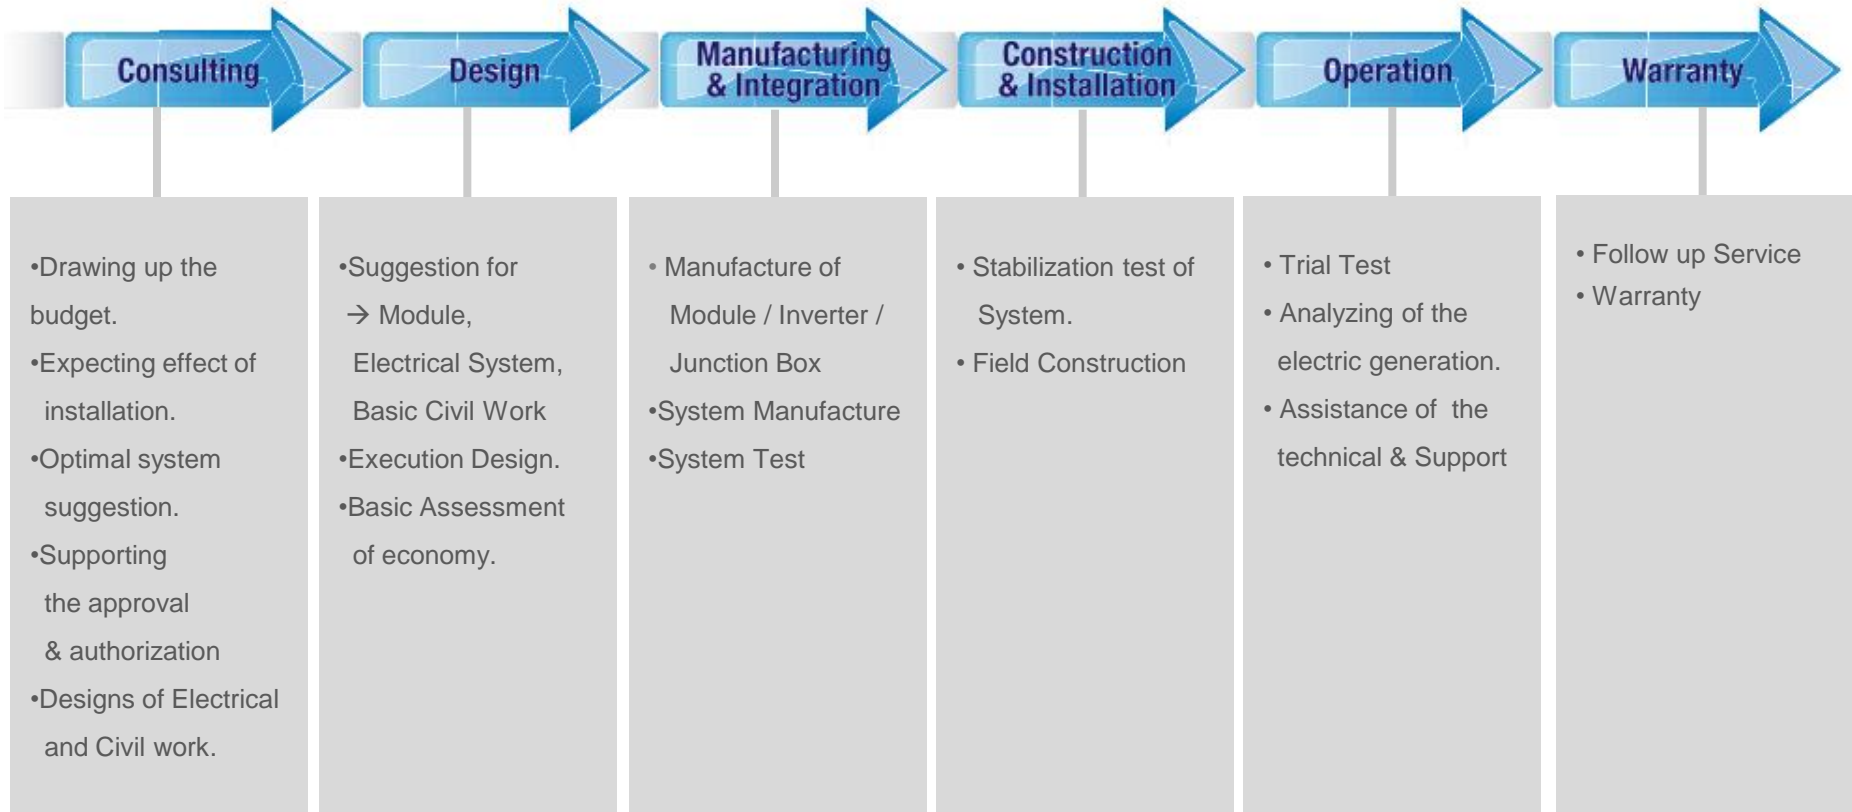 Consulting
Design
Manufacturing
& Integration
Construction
& Installation
Operation
Warranty
•Drawing up the
budget.
•Expecting effect of
installation.
•Optimal system
suggestion.
•Supporting
the approval
& authorization
•Designs of Electrical
and Civil work.
•Suggestion for
→ Module,
Electrical System,
Basic Civil Work
•Execution Design.
•Basic Assessment
of economy.
• Manufacture of
Module / Inverter /
Junction Box
•System Manufacture
•System Test
• Stabilization test of
System.
• Field Construction
• Trial Test
• Analyzing of the
electric generation.
• Assistance of the
technical & Support
• Follow up Service
• Warranty